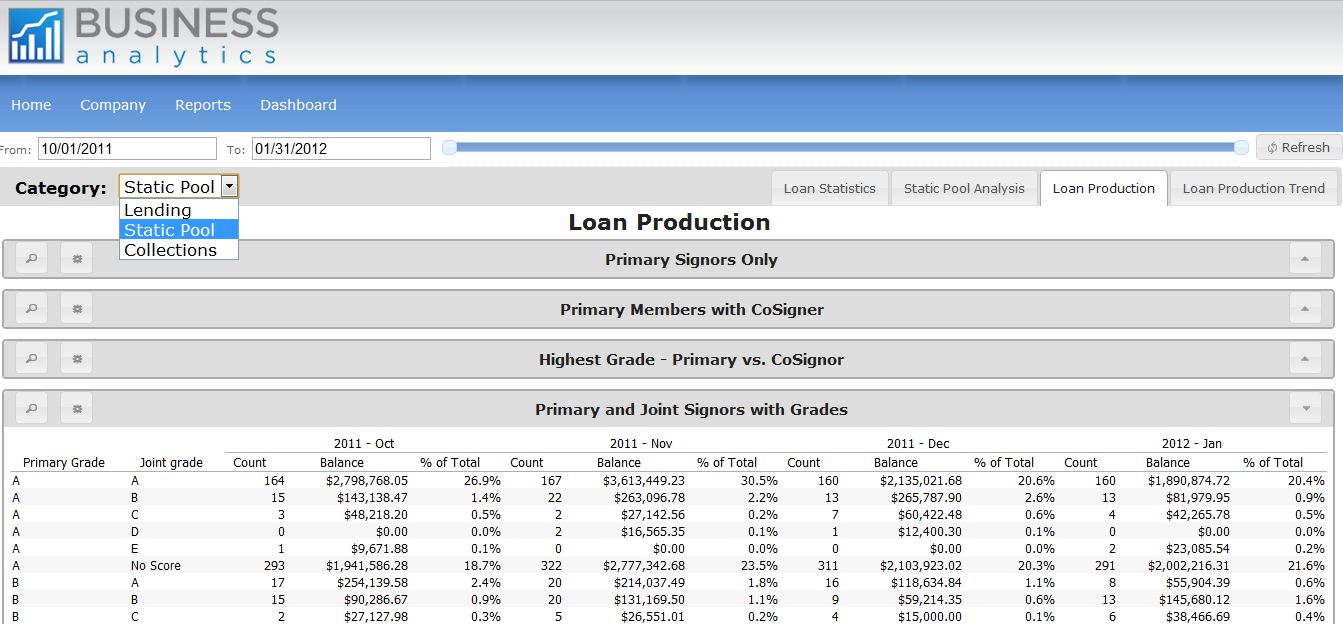 BUSINESS
analytics
Home Company Reports Dashboard
From: 10/01/2011 To: 01/31/2012 Refresh
Category: Static Pool Loan Statistics Static Pool Analysis Loan Production Loan Production Trend
Lending
Static Pool
Collections
Loan Production
Primary Signors Only
Primary Members with CoSigner
Highest Grade - Primary vs. CoSignor
Primary and Joint Signors with Grades
2011 - Oct 2011 - Nov 2011 - Dec 2012 - Jan
Primary Grade Joint grade Count Balance % of Total Count Balance % of Total Count Balance % of Total Count Balance % of Total
A A 164 $2,798,768.05 26.9% 167 $3,613,449.23 30.5% 160 $2,135,021.68 20.6% 160 $1,890,874.72 20.4%
A B 15 $143,138.47 1.4% 22 $263,096.78 2.2% 13 $265,787.90 2.6% 13 $81,979.95 0.9%
A C 3 $48,218.20 0.5% 2 $27,142.56 0.2% 7 $60,422.48 0.6% 4 $42,265.78 0.5%
A D 0 $0.00 0.0% 2 $16,565.35 0.1% 1 $12,400.30 0.1% 0 $0.00 0.0%
A E 1 $9,671.88 0.1% 0 $0.00 0.0% 0 $0.00 0.0% 2 $23,085.54 0.2%
A No Score 293 $1,941,586.28 18.7% 322 $2,777,342.68 23.5% 311 $2,103,923.02 20.3% 291 $2,002,216.31 21.6%
B A 17 $254,139.58 2.4% 20 $214,037.49 1.8% 16 $118,634.84 1.1% 8 $55,904.39 0.6%
B B 15 $90,286.67 0.9% 20 $131,169.50 1.1% 9 $59,214.35 0.6% 13 $145,680.12 1.6%
B C 2 $27,127.98 0.3% 5 $26,551.01 0.2% 4 $15,000.00 0.1% 6 $38,466.69 0.4%